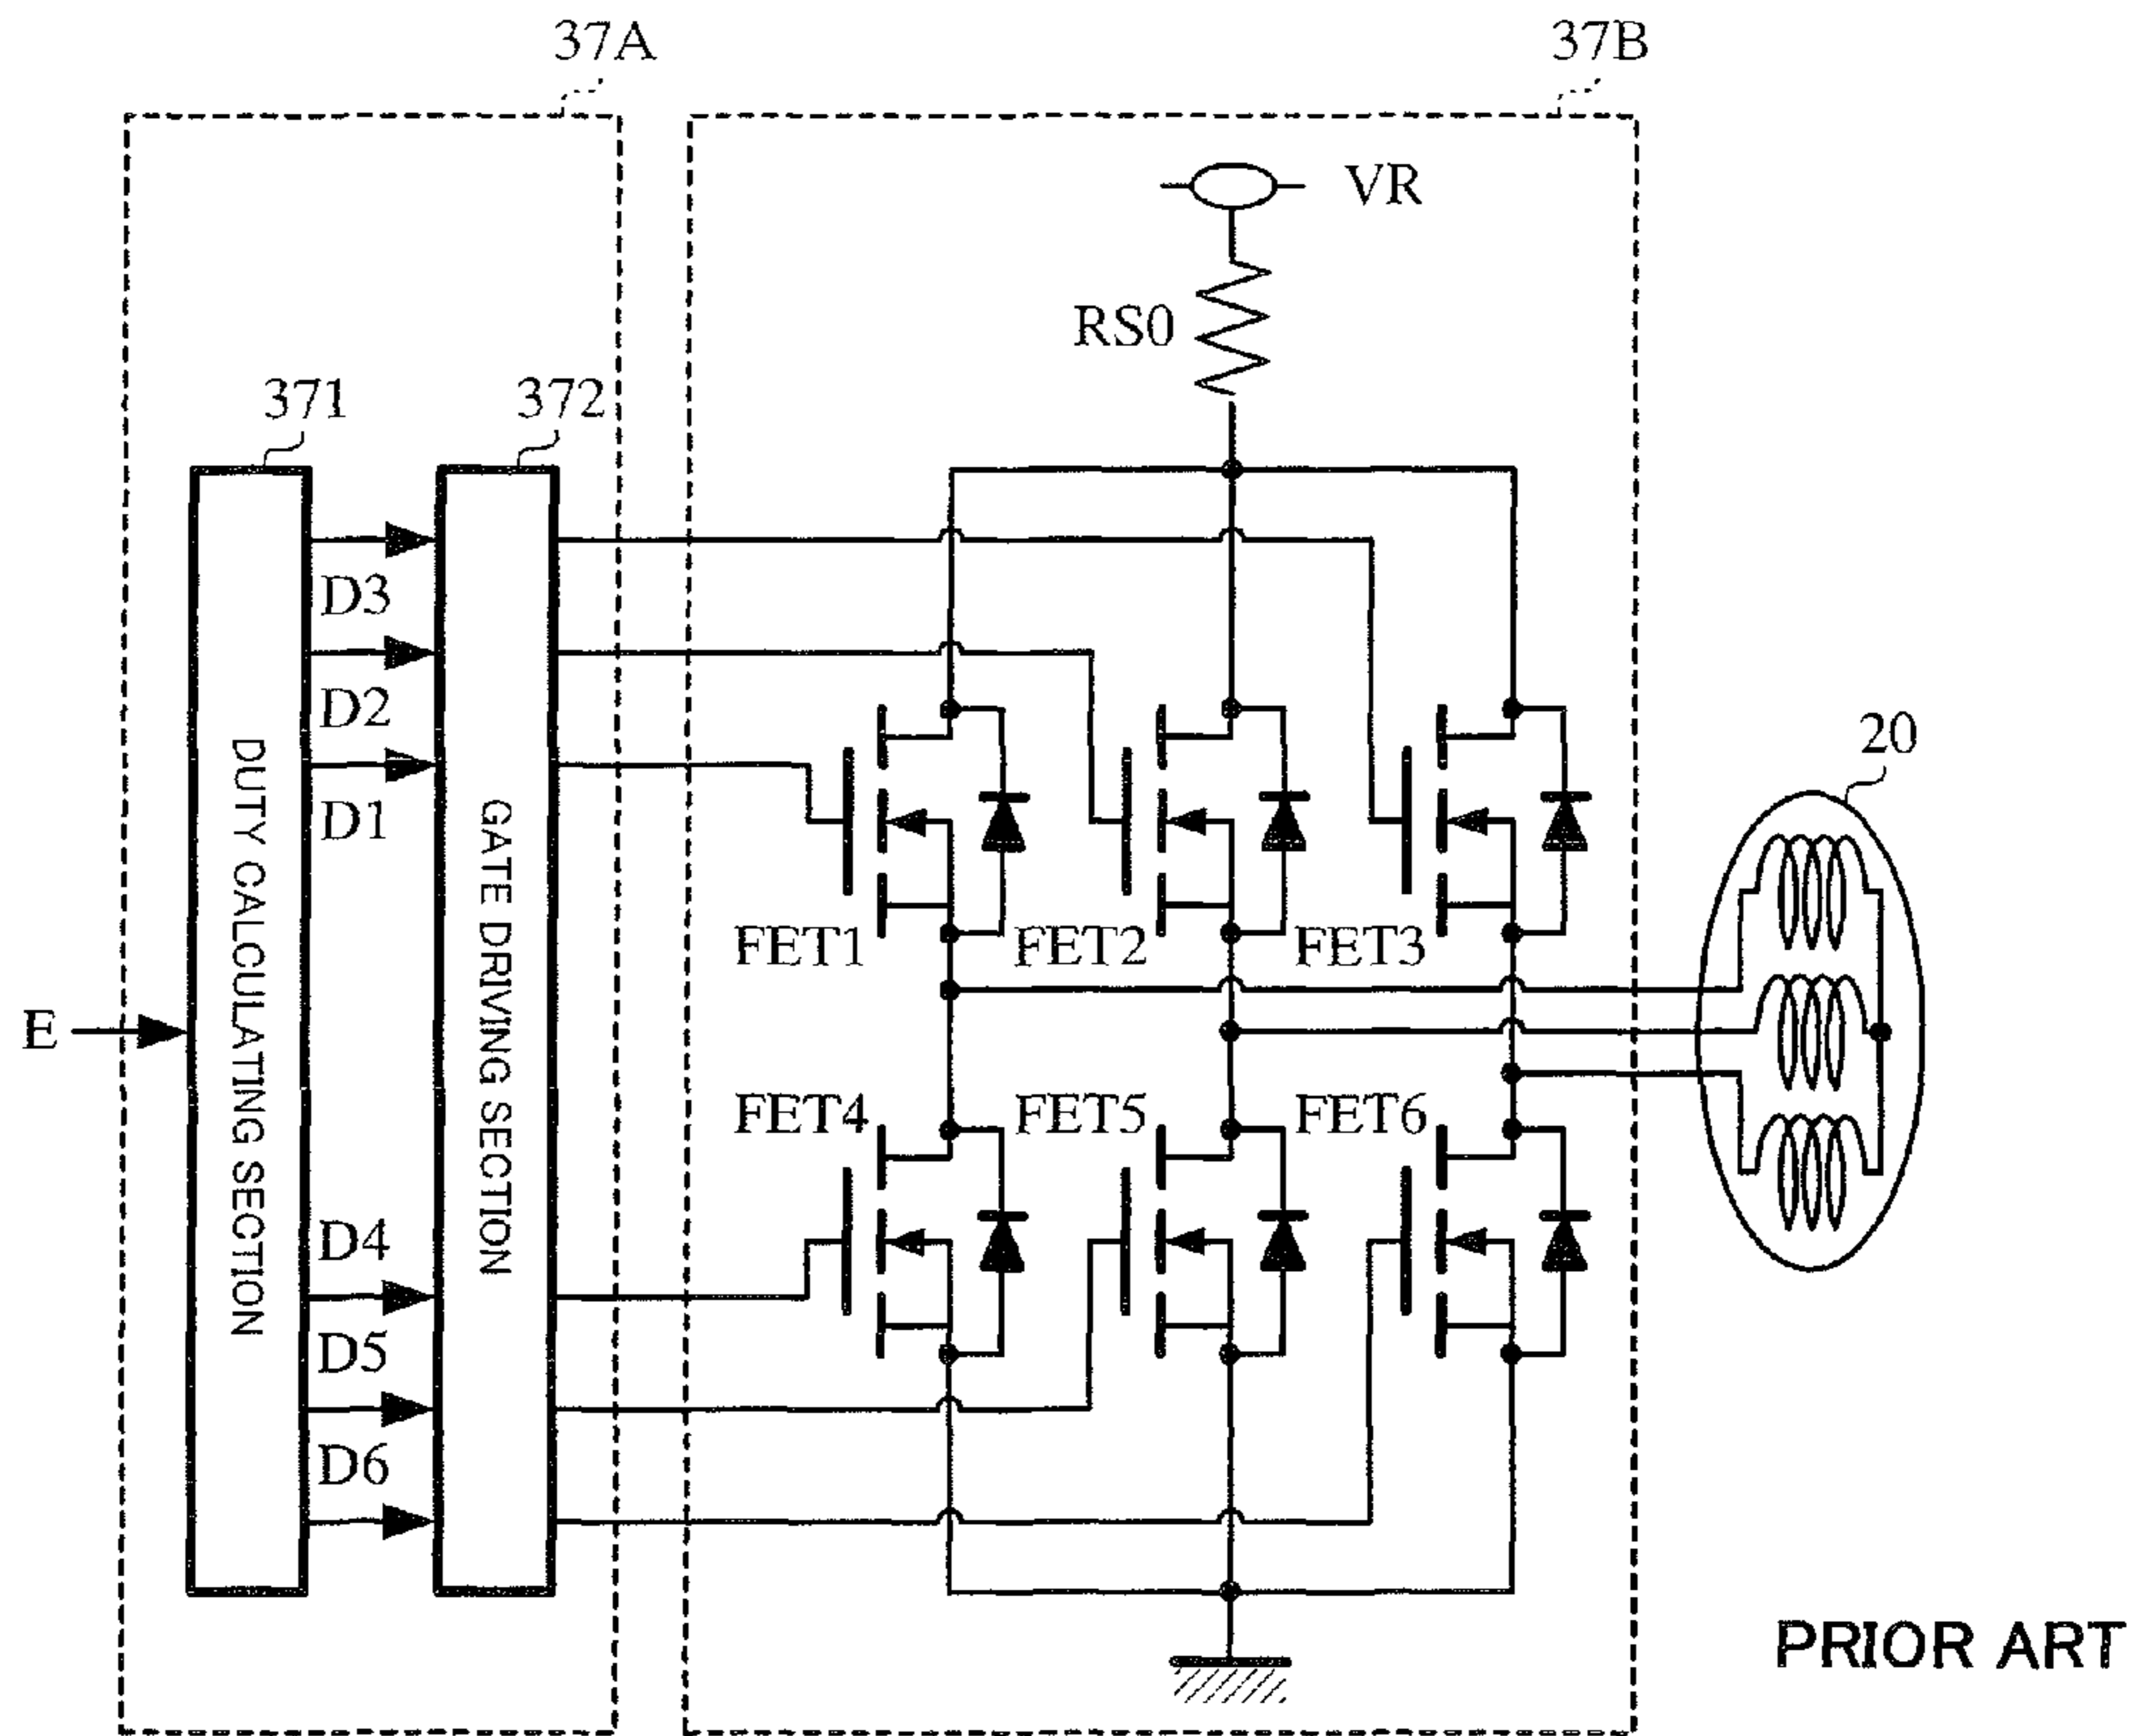 37A
37B
VR
RS0
371
372
D3
D2
D1
DUTY CALCULATING SECTION
GATE DRIVING SECTION
20
FET1
FET2
FET3
E
FET4
FET5
FET6
D4
D5
D6
PRIOR ART